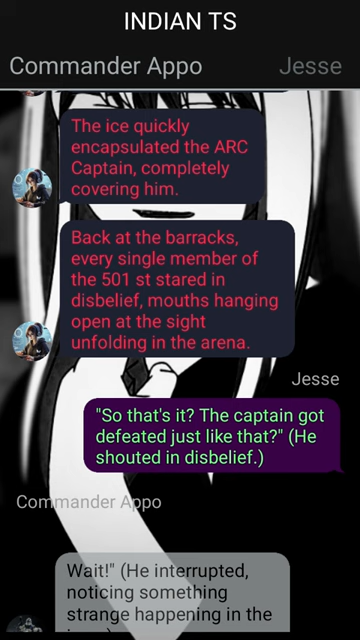 INDIAN TS
Commander Appo
Jesse
The ice quickly
encapsulated the ARC
Captain, completely
covering him.
Back at the barracks,
every single member of
the 501 st stared in
disbelief, mouths hanging
open at the sight
unfolding in the arena.
Jesse
"So that's it? The captain got
defeated just like that?" (He
shouted in disbelief.)
Commander Appo
Wait!" (He interrupted,
noticing something
strange happening in the